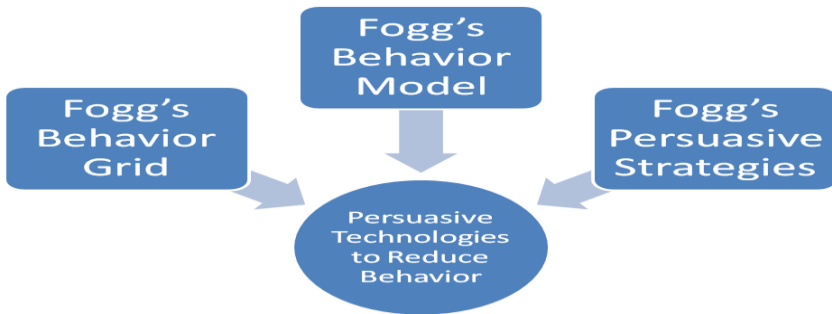 Fogg's
Behavior
Model
Fogg's
Behavior
Grid
Fogg's
Persuasive
Strategies
Persuasive
Technologies
to Reduce
Behavior